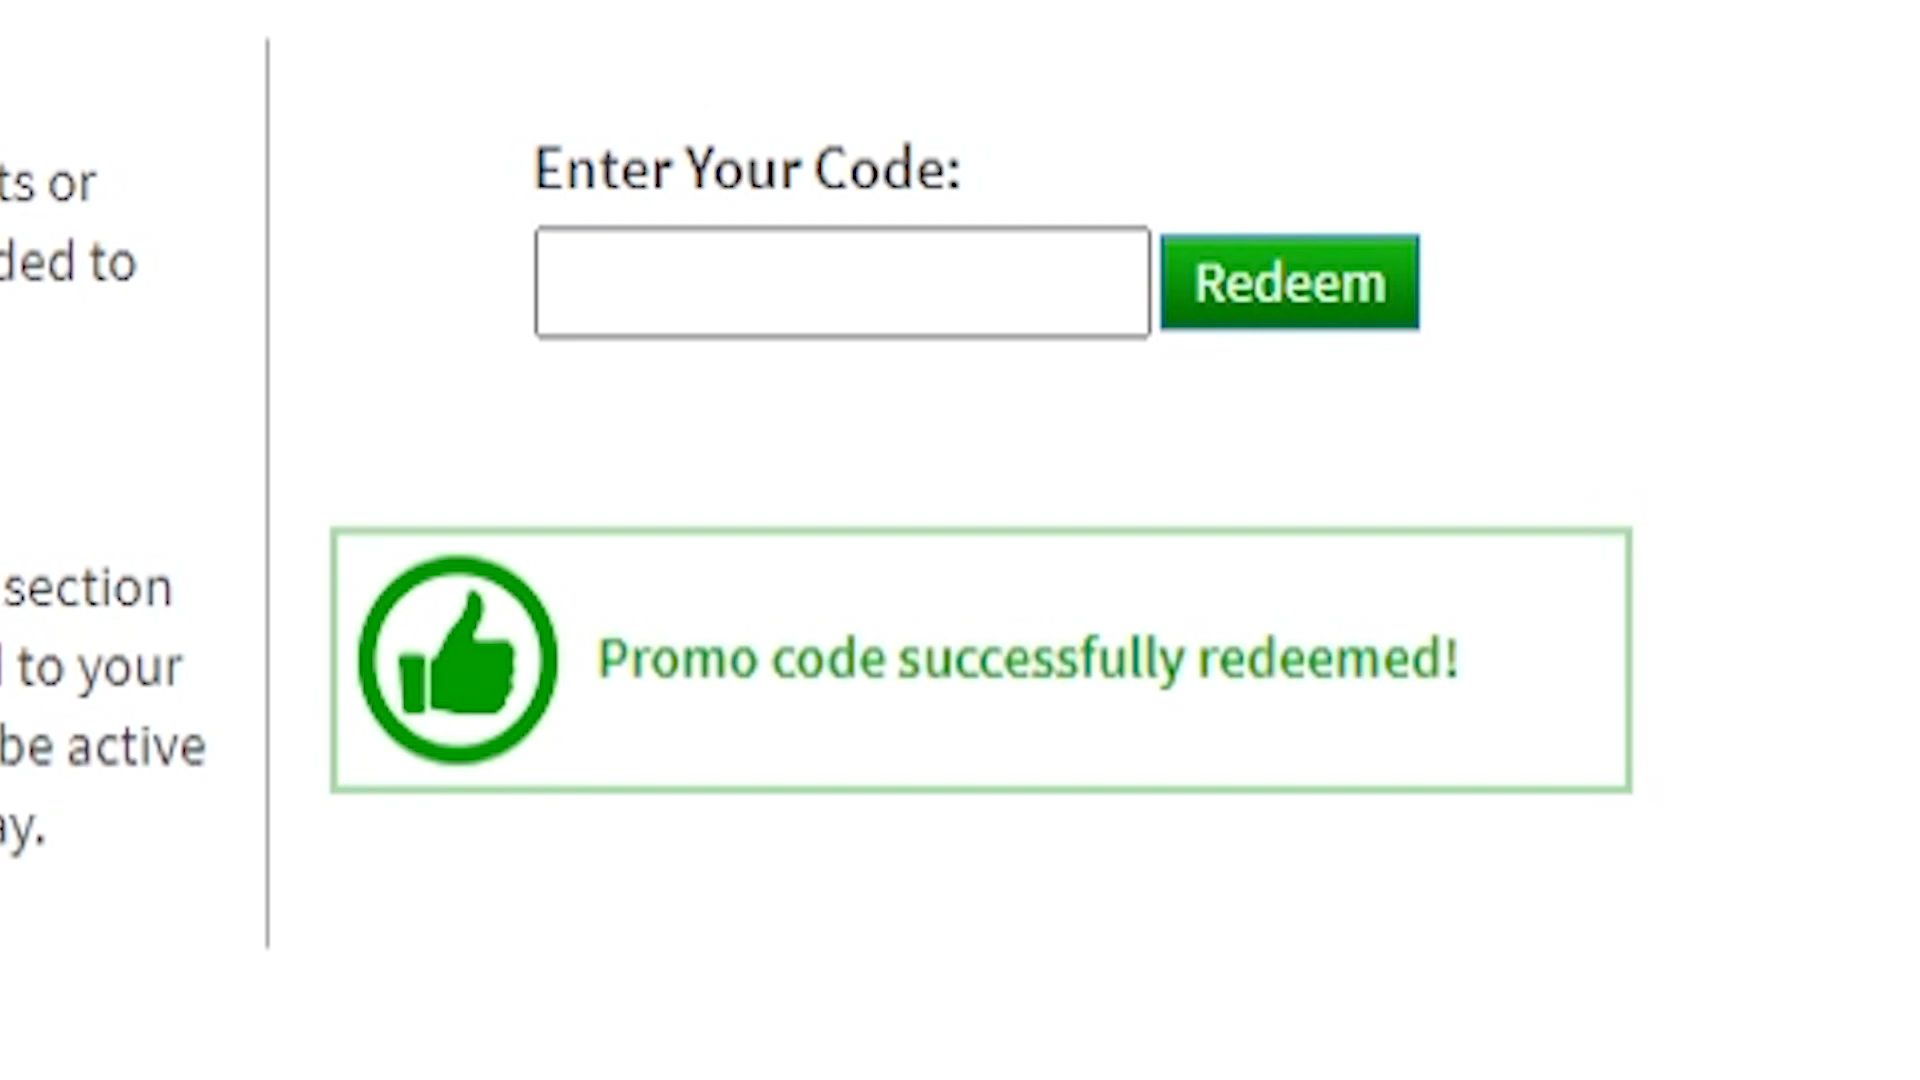 ts or
ded to
section
to your
be active
ay.
Enter Your Code:
Redeem
Promo code successfully redeemed!